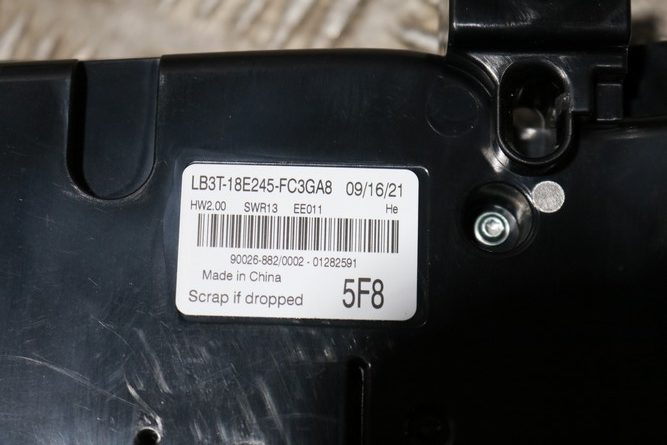 LB3T-18E245-FC3GA8 09/16/21
HW2.00 SWR13 EE011 He
90026-882/0002 - 01282591
Made in China
Scrap if dropped 5F8